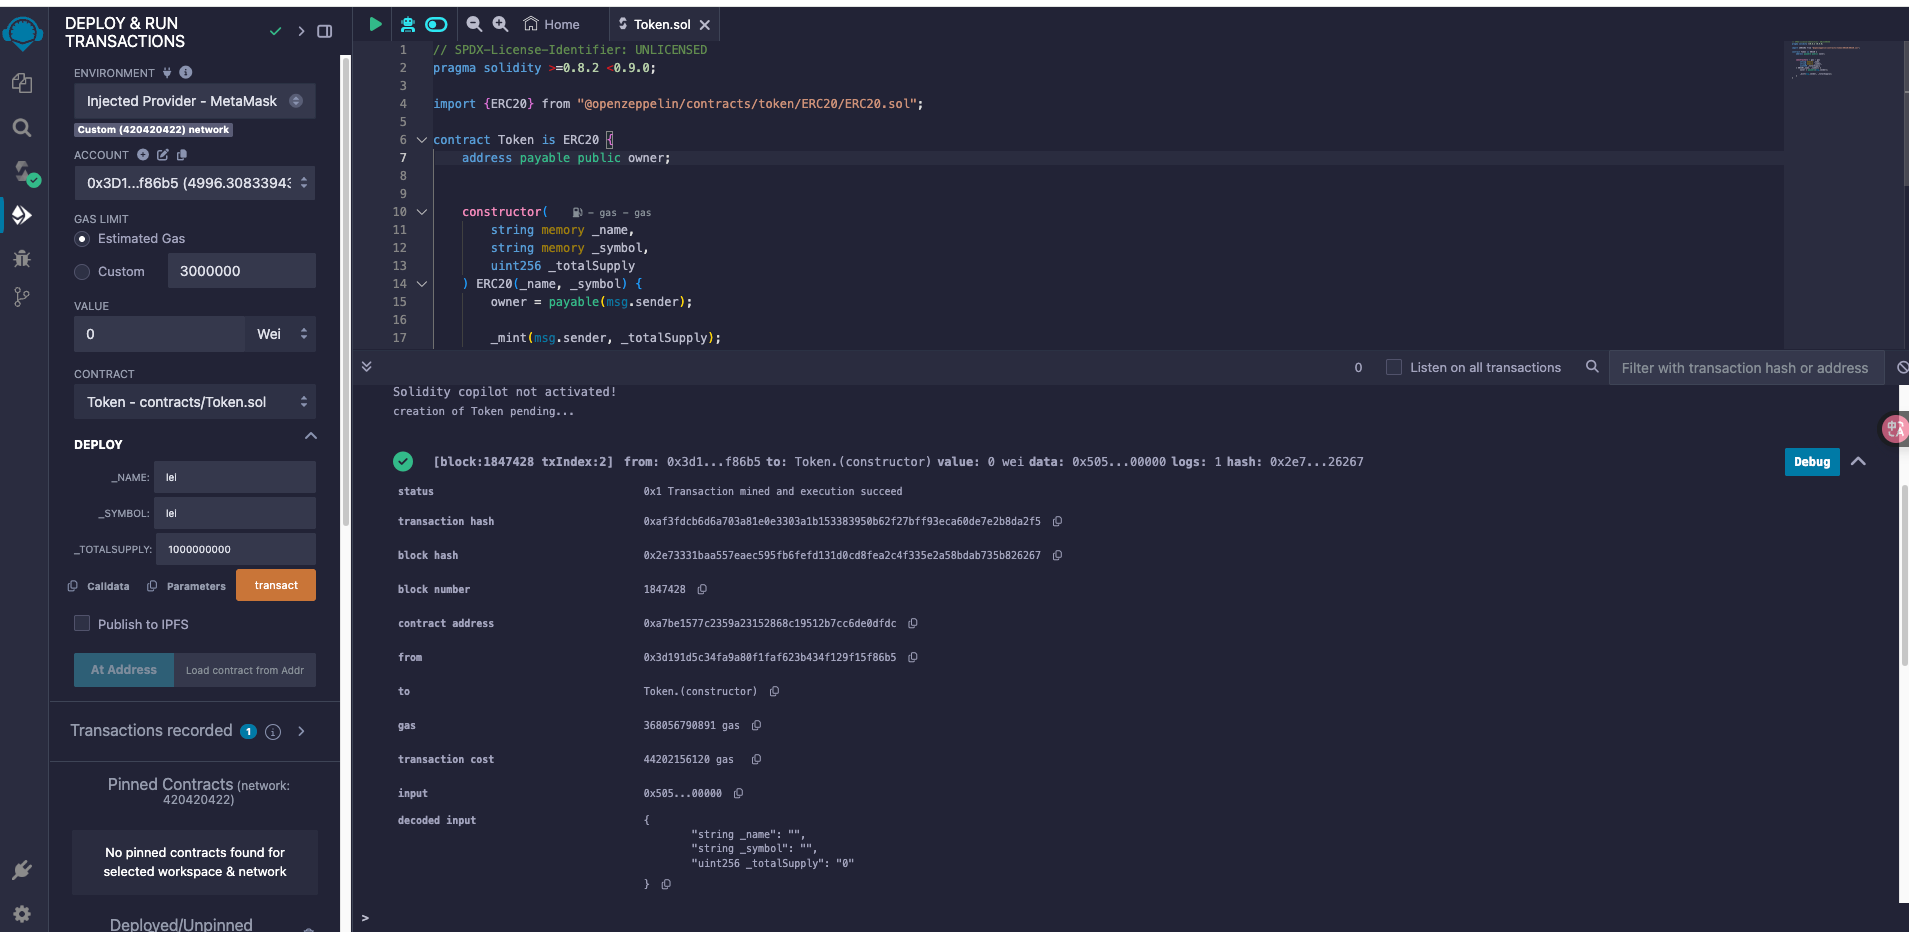 DEPLOY & RUN
TRANSACTIONS
ENVIRONMENT
Injected Provider - MetaMask
Custom (420420422) network
ACCOUNT
0x3D1...f86b5 (4996.30833943
GAS LIMIT
Estimated Gas
Custom
3000000
VALUE
0
Wei
CONTRACT
Token - contracts/Token.sol
DEPLOY
_NAME:
lel
_SYMBOL:
lel
_TOTALSUPPLY:
1000000000
Calldata
Parameters
transact
Publish to IPFS
At Address
Load contract from Addr
Transactions recorded 1
Pinned Contracts (network:
420420422)
No pinned contracts found for
selected workspace & network
Deployed/Unpinned
Home
Token.sol
1 // SPDX-License-Identifier: UNLICENSED
2 pragma solidity >=0.8.2 <0.9.0;
3
4 import {ERC20} from "@openzeppelin/contracts/token/ERC20/ERC20.sol";
5
6 contract Token is ERC20 {
7 address payable public owner;
8
9
10 constructor( - gas - gas
11 string memory _name,
12 string memory _symbol,
13 uint256 _totalSupply
14 ) ERC20(_name, _symbol) {
15 owner = payable(msg.sender);
16
17 _mint(msg.sender, _totalSupply);
0
Listen on all transactions
Filter with transaction hash or address
Solidity copilot not activated!
creation of Token pending...
[block:1847428 txIndex:2] from: 0x3d1...f86b5 to: Token.(constructor) value: 0 wei data: 0x505...00000 logs: 1 hash: 0x2e7...26267
Debug
status 0x1 Transaction mined and execution succeed
transaction hash 0xaf3fdcb6d6a703a81e0e3303a1b153383950b62f27bff93eca60de7e2b8da2f5
block hash 0x2e73331baa557eaec595fb6fefd131d0cd8fea2c4f335e2a58bdab735b826267
block number 1847428
contract address 0xa7be1577c2359a23152868c19512b7cc6de0dfdc
from 0x3d191d5c34fa9a80f1faf623b434f129f15f86b5
to Token.(constructor)
gas 368056790891 gas
transaction cost 44202156120 gas
input 0x505...00000
decoded input {
"string _name": "",
"string _symbol": "",
"uint256 _totalSupply": "0"
}
>